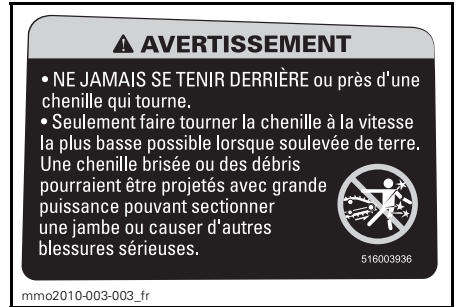 AVERTISSEMENT
• NE JAMAIS SE TENIR DERRIÈRE ou près d'une
chenille qui tourne.
• Seulement faire tourner la chenille à la vitesse
la plus basse possible lorsque soulevée de terre.
Une chenille brisée ou des débris
pourraient être projetés avec grande
puissance pouvant sectionner
une jambe ou causer d'autres
blessures sérieuses.
516003936
mmo2010-003-003_fr